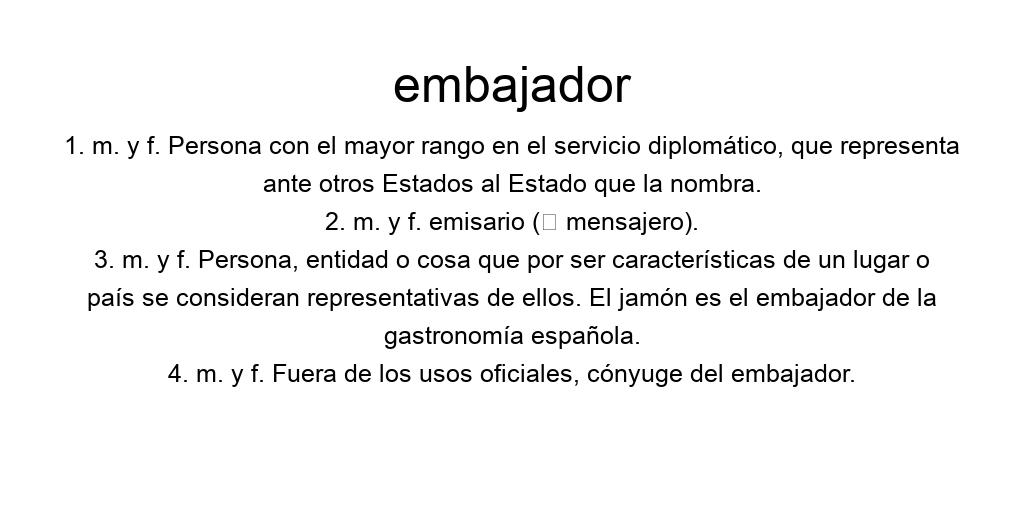 embajador
1. m. y f. Persona con el mayor rango en el servicio diplomático, que representa
ante otros Estados al Estado que la nombra.
2. m. y f. emisario (▯ mensajero).
3. m. y f. Persona, entidad o cosa que por ser características de un lugar o
país se consideran representativas de ellos. El jamón es el embajador de la
gastronomía española.
4. m. y f. Fuera de los usos oficiales, cónyuge del embajador.